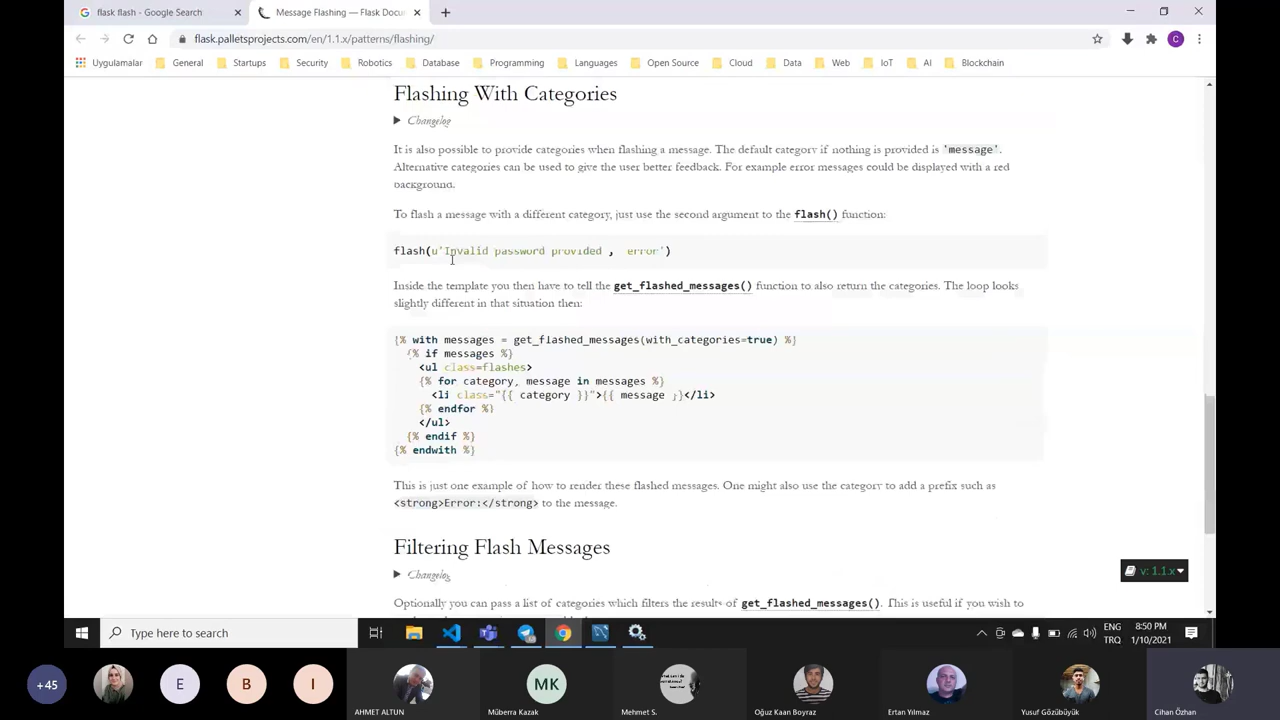 flask flash - Google Search
Message Flashing — Flask Docu
flask.palletsprojects.com/en/1.1.x/patterns/flashing/
C
Uygulamalar General Startups Security Robotics Database Programming Languages Open Source Cloud Data Web IoT AI Blockchain
Flashing With Categories
Changelog
It is also possible to provide categories when flashing a message. The default category if nothing is provided is 'message'.
Alternative categories can be used to give the user better feedback. For example error messages could be displayed with a red
background.
To flash a message with a different category, just use the second argument to the flash() function:
flash(u'Invalid password provided', 'error')
Inside the template you then have to tell the get_flashed_messages() function to also return the categories. The loop looks
slightly different in that situation then:
{% with messages = get_flashed_messages(with_categories=true) %}
{% if messages %}
<ul class=flashes>
{% for category, message in messages %}
<li class="{{ category }}">{{ message }}</li>
{% endfor %}
</ul>
{% endif %}
{% endwith %}
This is just one example of how to render these flashed messages. One might also use the category to add a prefix such as
<strong>Error:</strong> to the message.
Filtering Flash Messages
Changelog
v: 1.1.x
Optionally you can pass a list of categories which filters the results of get_flashed_messages(). This is useful if you wish to
Type here to search
ENG
TRQ
8:50 PM
1/10/2021
+45
E
B
I
MK
AHMET ALTUN
Müberra Kazak
Mehmet S.
Oğuz Kaan Boyraz
Ertan Yılmaz
Yusuf Gözübüyük
Cihan Özhan